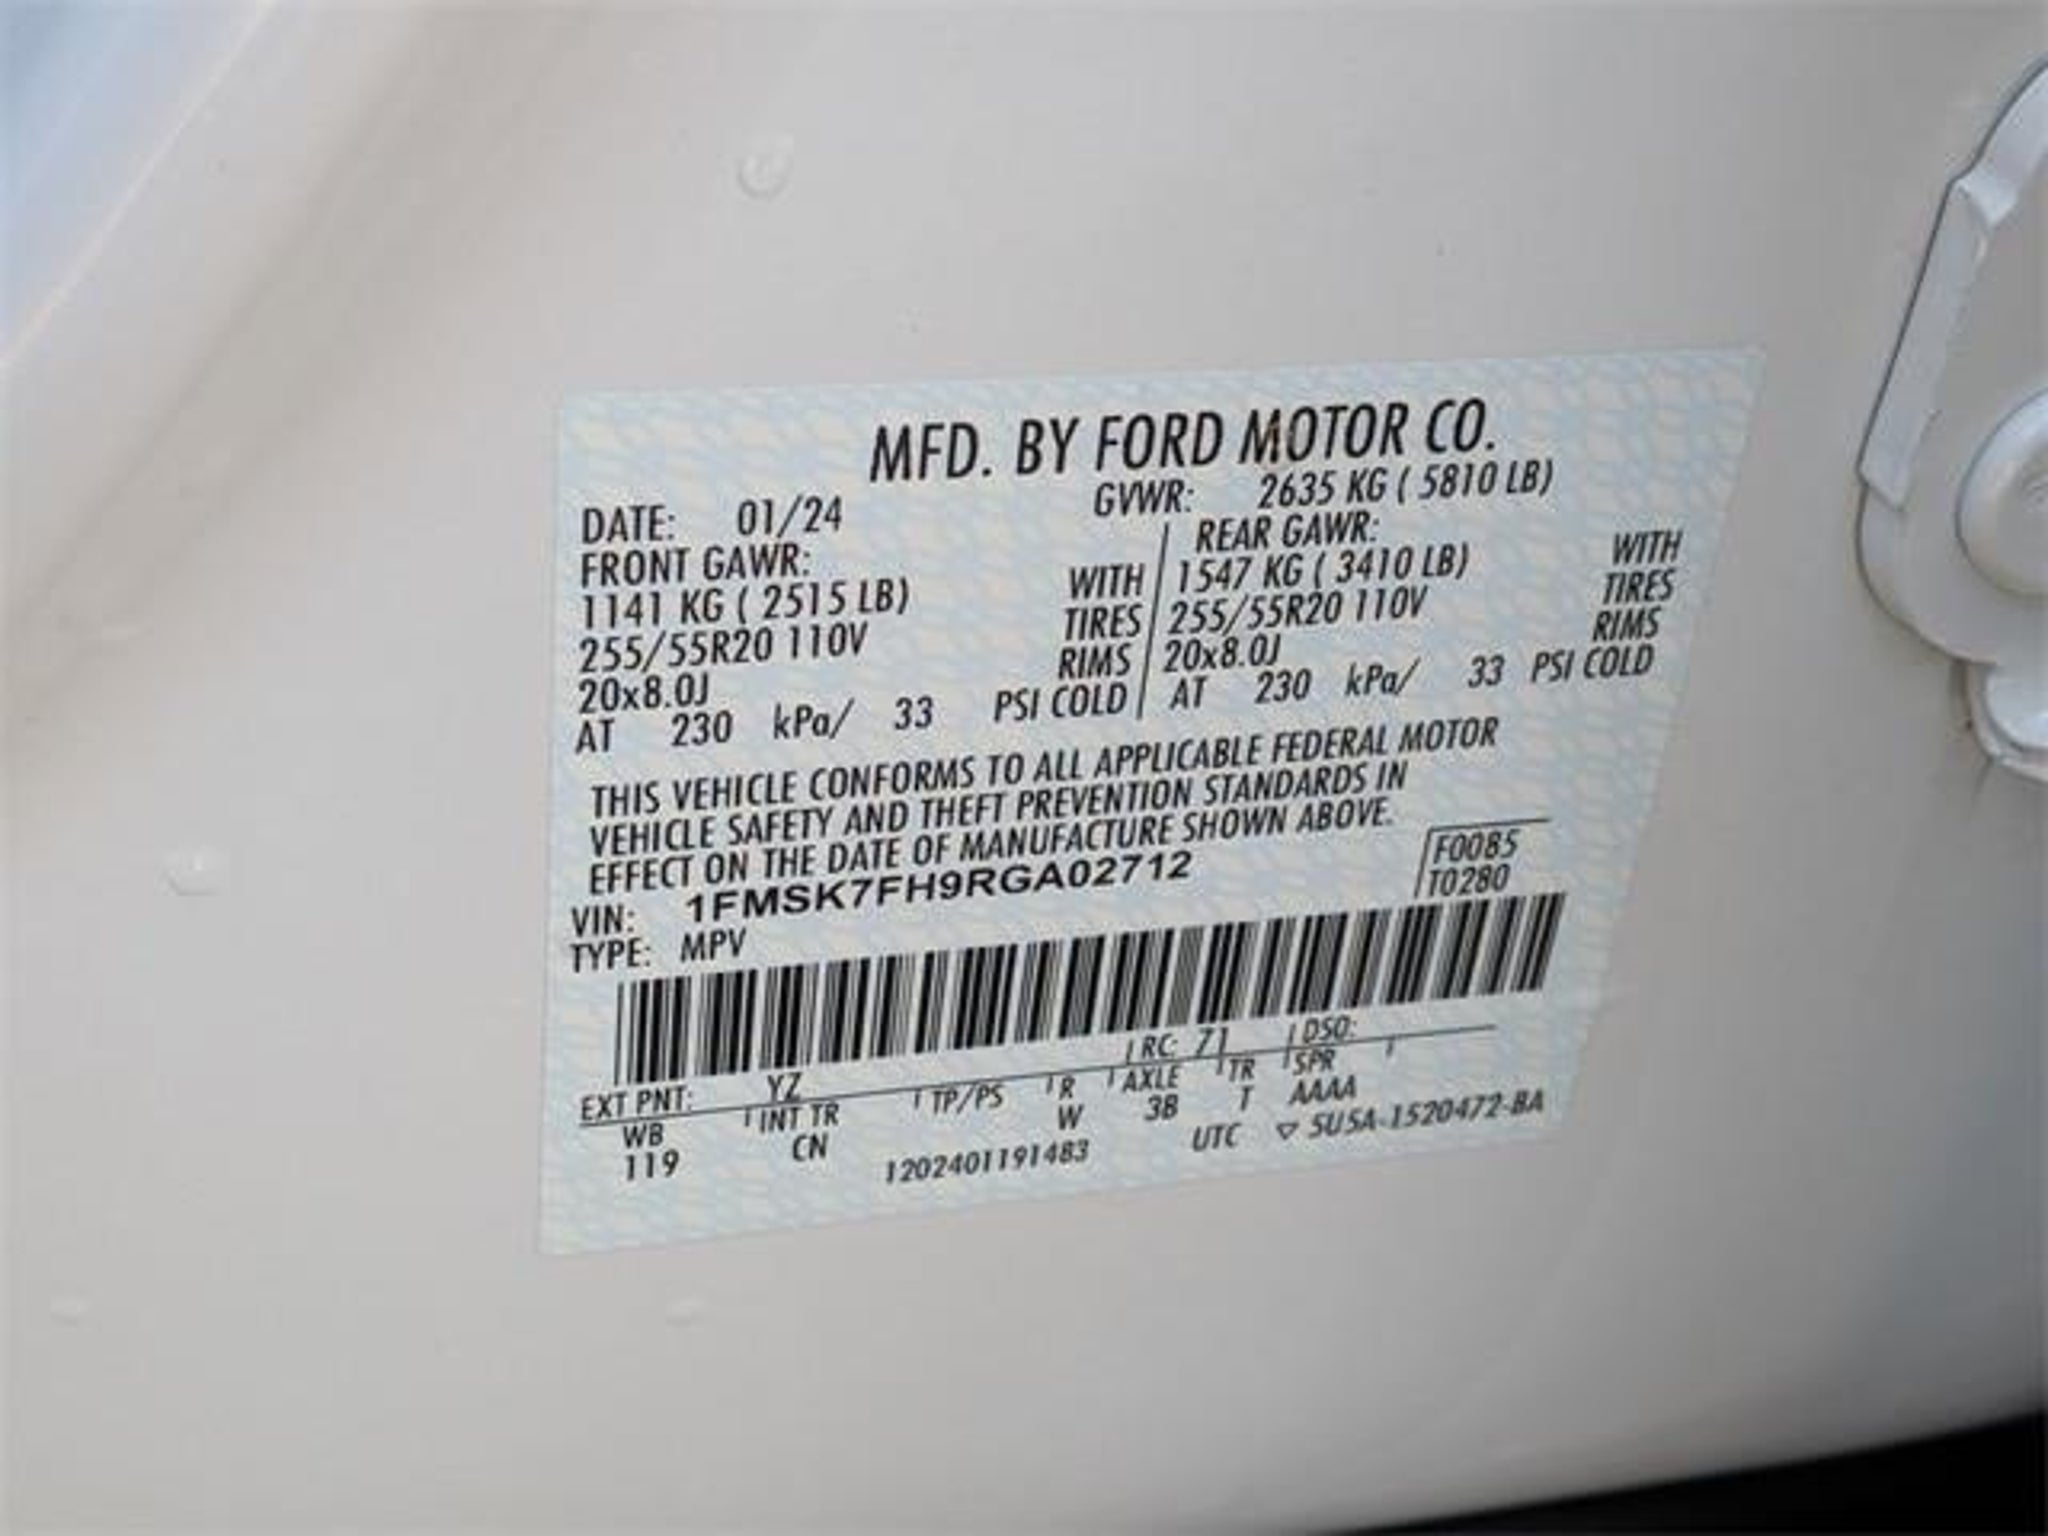 MFD. BY FORD MOTOR CO.
DATE: 01/24 GVWR: 2635 KG ( 5810 LB)
FRONT GAWR: REAR GAWR:
1141 KG ( 2515 LB) WITH 1547 KG ( 3410 LB) WITH
255/55R20 110V TIRES 255/55R20 110V TIRES
20x8.0J RIMS 20x8.0J RIMS
AT 230 kPa/ 33 PSI COLD AT 230 kPa/ 33 PSI COLD
THIS VEHICLE CONFORMS TO ALL APPLICABLE FEDERAL MOTOR
VEHICLE SAFETY AND THEFT PREVENTION STANDARDS IN
EFFECT ON THE DATE OF MANUFACTURE SHOWN ABOVE.
VIN: 1FMSK7FH9RGA02712 F0085
TYPE: MPV T0280
EXT PNT: YZ RC: 71 DSO:
WB INT TR TP/PS R AXLE TR SPR
119 CN W 3B T AAAA
1202401191483 UTC ▽ 5U5A-1520472-BA